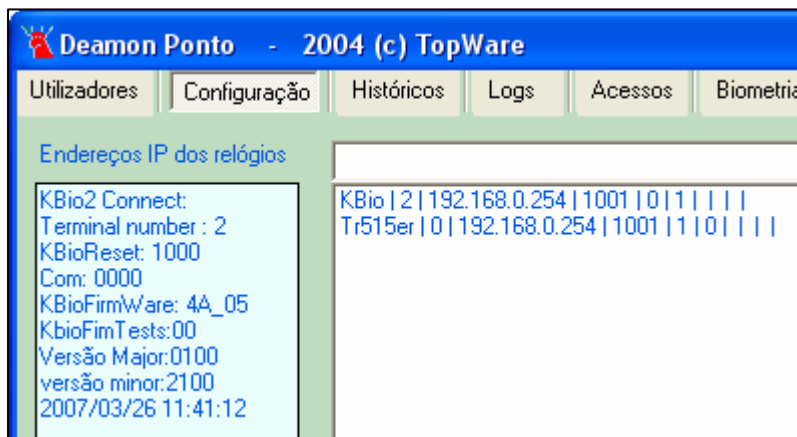 Deamon Ponto - 2004 (c) TopWare
Utilizadores Configuração Históricos Logs Acessos Biometria
Endereços IP dos relógios
KBio2 Connect:
Terminal number : 2
KBioReset: 1000
Com: 0000
KBioFirmWare: 4A_05
KbioFimTests:00
Versão Major:0100
versão minor:2100
2007/03/26 11:41:12
KBio | 2 | 192.168.0.254 | 1001 | 0 | 1 | | | |
Tr515er | 0 | 192.168.0.254 | 1001 | 1 | 0 | | | |